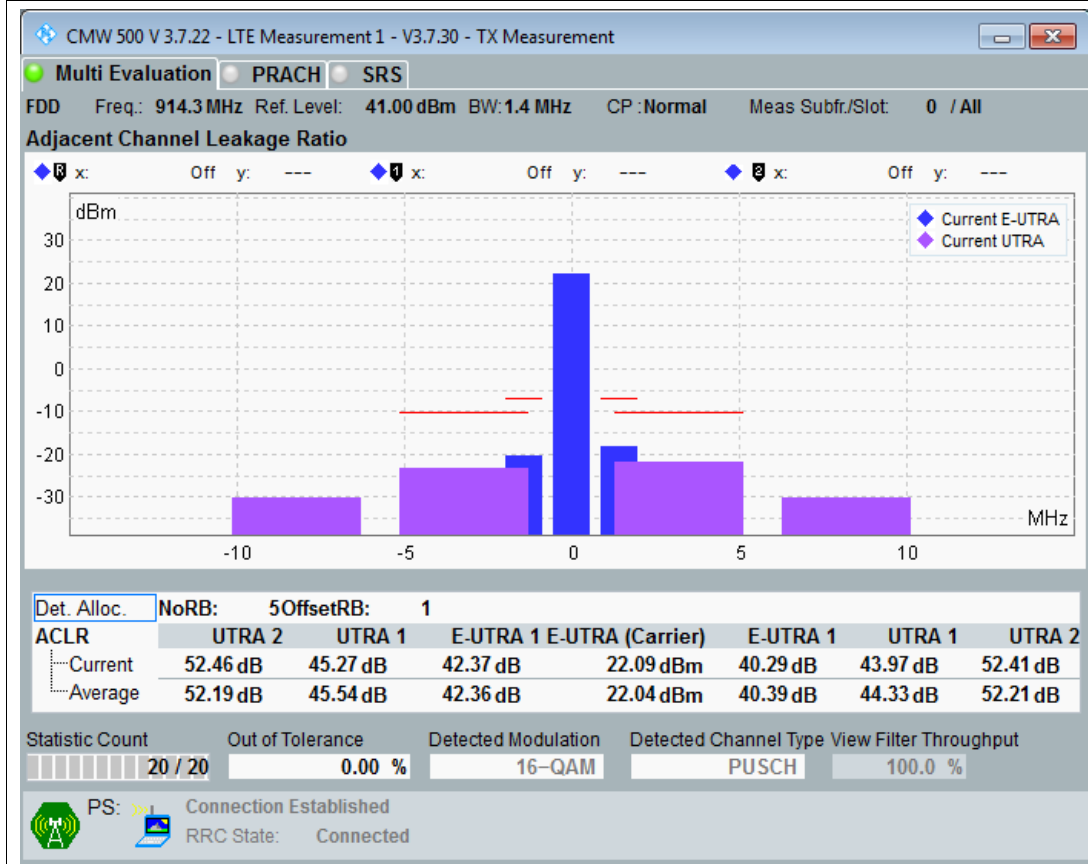 CMW 500 V 3.7.22 - LTE Measurement 1 - V3.7.30 - TX Measurement
Multi Evaluation PRACH SRS
FDD Freq.: 914.3 MHz Ref. Level: 41.00 dBm BW: 1.4 MHz CP : Normal Meas Subfr./Slot: 0 / All
Adjacent Channel Leakage Ratio
R x: Off y: --- 1 x: Off y: --- 2 x: Off y: ---
dBm
Current E-UTRA
Current UTRA
30
20
10
0
-10
-20
-30
MHz
-10 -5 0 5 10
Det. Alloc. NoRB: 5 OffsetRB: 1
ACLR UTRA 2 UTRA 1 E-UTRA 1 E-UTRA (Carrier) E-UTRA 1 UTRA 1 UTRA 2
Current 52.46 dB 45.27 dB 42.37 dB 22.09 dBm 40.29 dB 43.97 dB 52.41 dB
Average 52.19 dB 45.54 dB 42.36 dB 22.04 dBm 40.39 dB 44.33 dB 52.21 dB
Statistic Count Out of Tolerance Detected Modulation Detected Channel Type View Filter Throughput
20 / 20 0.00 % 16-QAM PUSCH 100.0 %
PS: Connection Established
RRC State: Connected